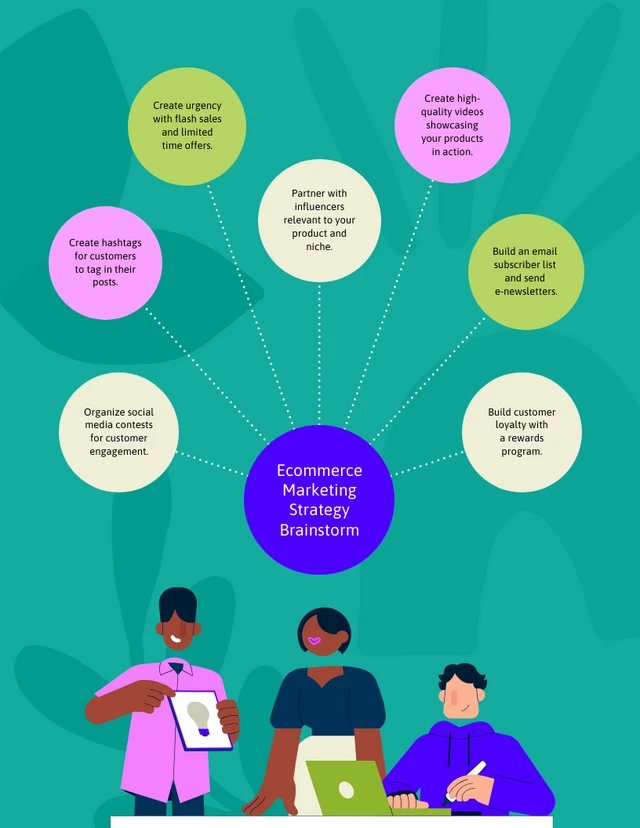 Create urgency
with flash sales
and limited
time offers.
Create high-
quality videos
showcasing
your products
in action.
Partner with
influencers
relevant to your
product and
niche.
Create hashtags
for customers
to tag in their
posts.
Build an email
subscriber list
and send
e-newsletters.
Organize social
media contests
for customer
engagement.
Build customer
loyalty with
a rewards
program.
Ecommerce
Marketing
Strategy
Brainstorm